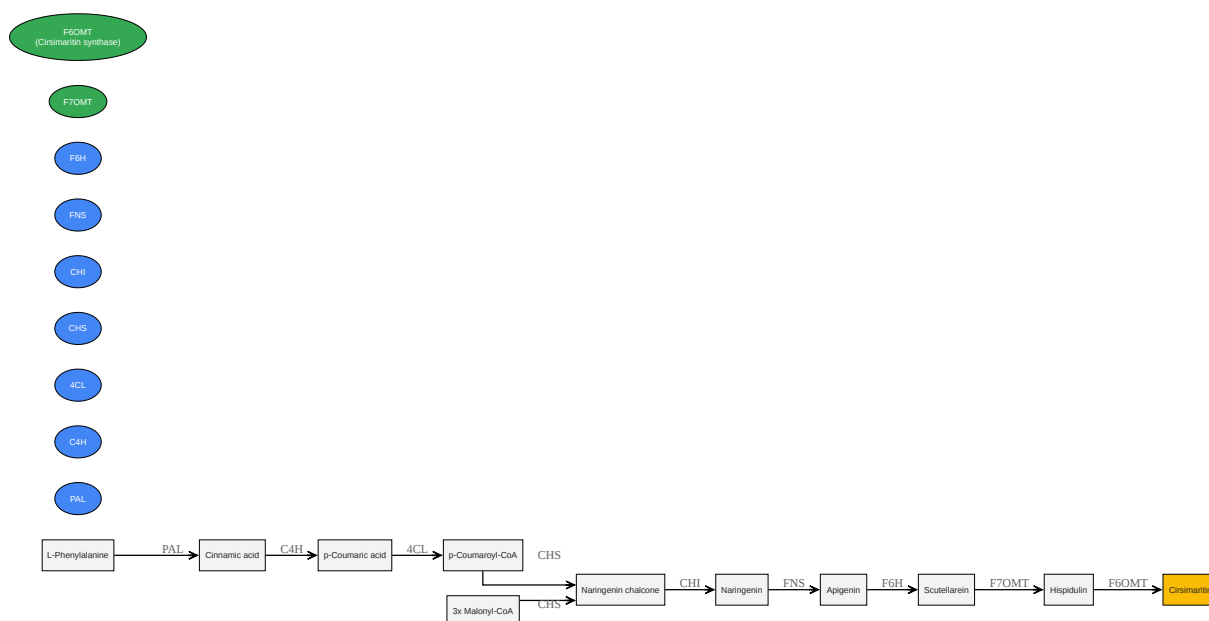 F6OMT
(Cirsimaritin synthase)
F7OMT
F6H
FNS
CHI
CHS
4CL
C4H
PAL
L-Phenylalanine
PAL
Cinnamic acid
C4H
p-Coumaric acid
4CL
p-Coumaroyl-CoA
CHS
3x Malonyl-CoA
CHS
Naringenin chalcone
CHI
Naringenin
FNS
Apigenin
F6H
Scutellarein
F7OMT
Hispidulin
F6OMT
Cirsimaritin